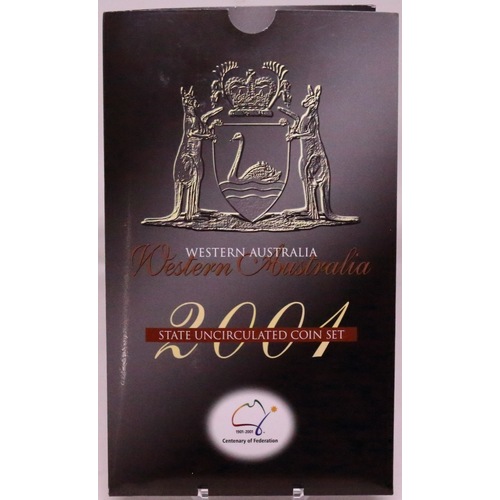 WESTERN AUSTRALIA
Western Australia
2001
STATE UNCIRCULATED COIN SET
1901-2001
Centenary of Federation